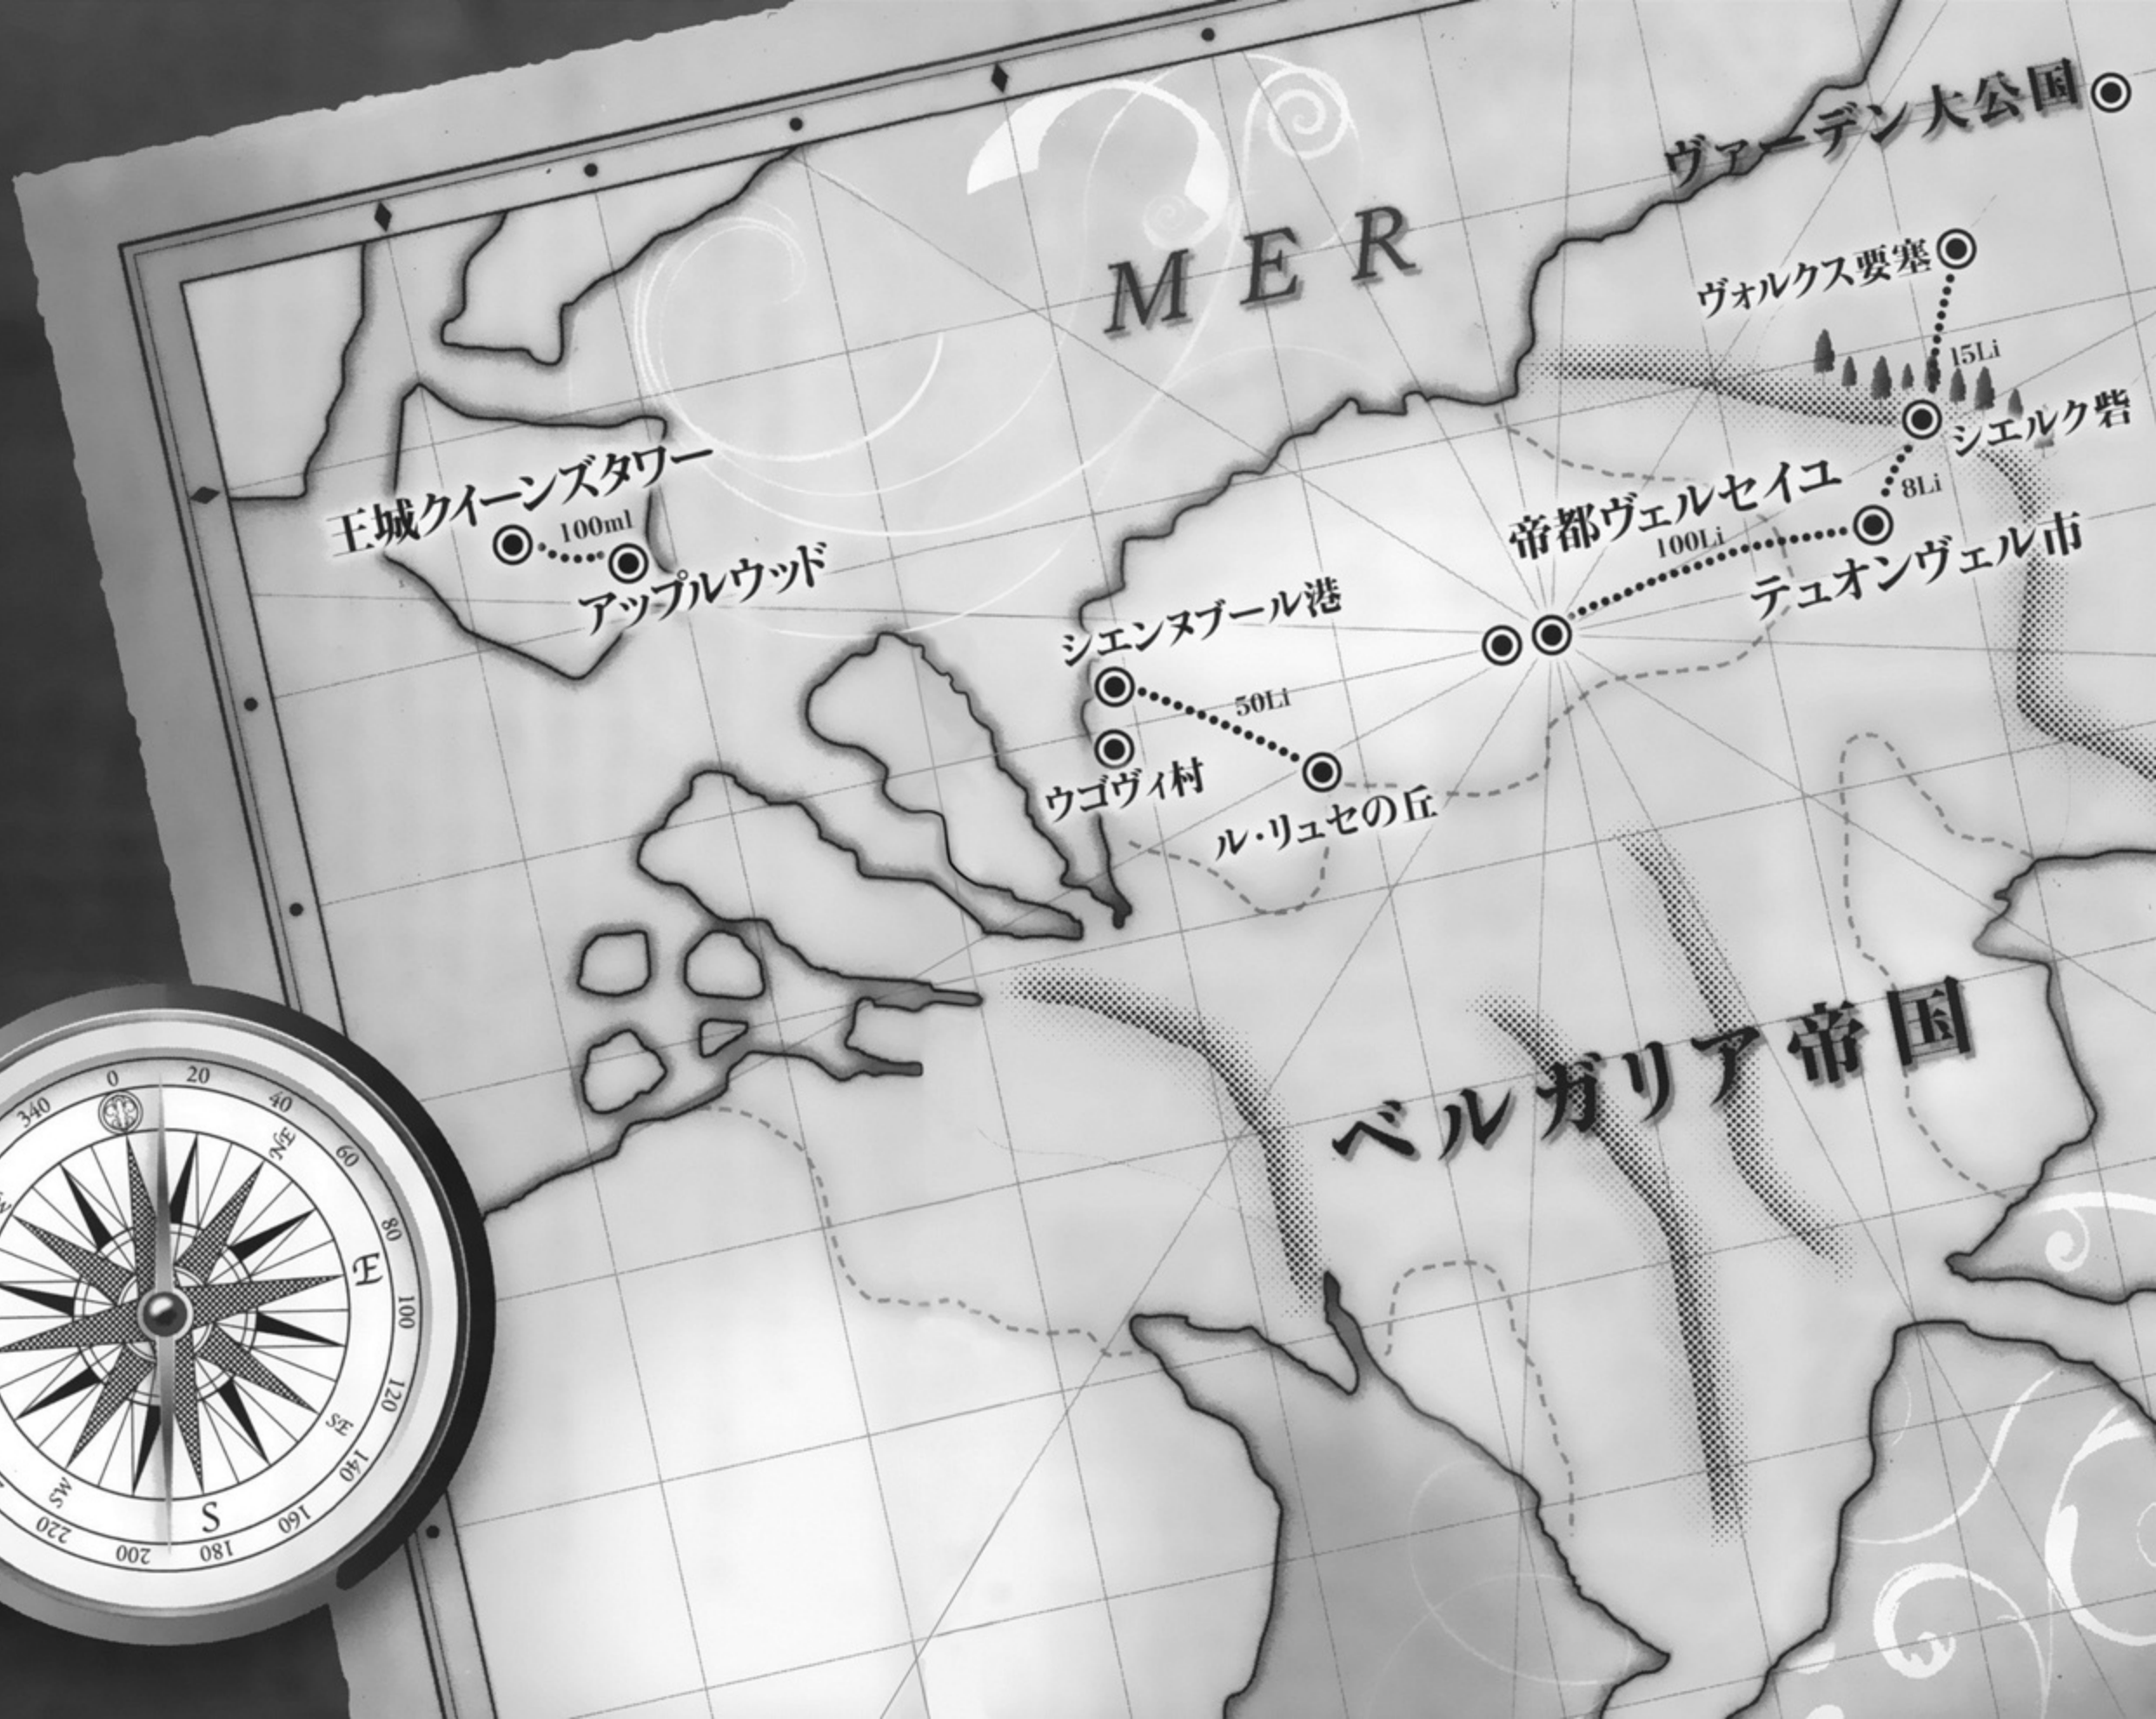 MER
ヴァーデン大公国
ヴォルクス要塞
15Li
シエルク砦
8Li
帝都ヴェルセイユ
100Li
テュオンヴェル市
王城クイーンズタワー
100ml
アップルウッド
シエンヌブール港
50Li
ウゴヴィ村
ル・リュセの丘
ベルガリア帝国
340
0
20
40
NE
60
80
E
100
120
SE
140
160
S
180
200
SW
220